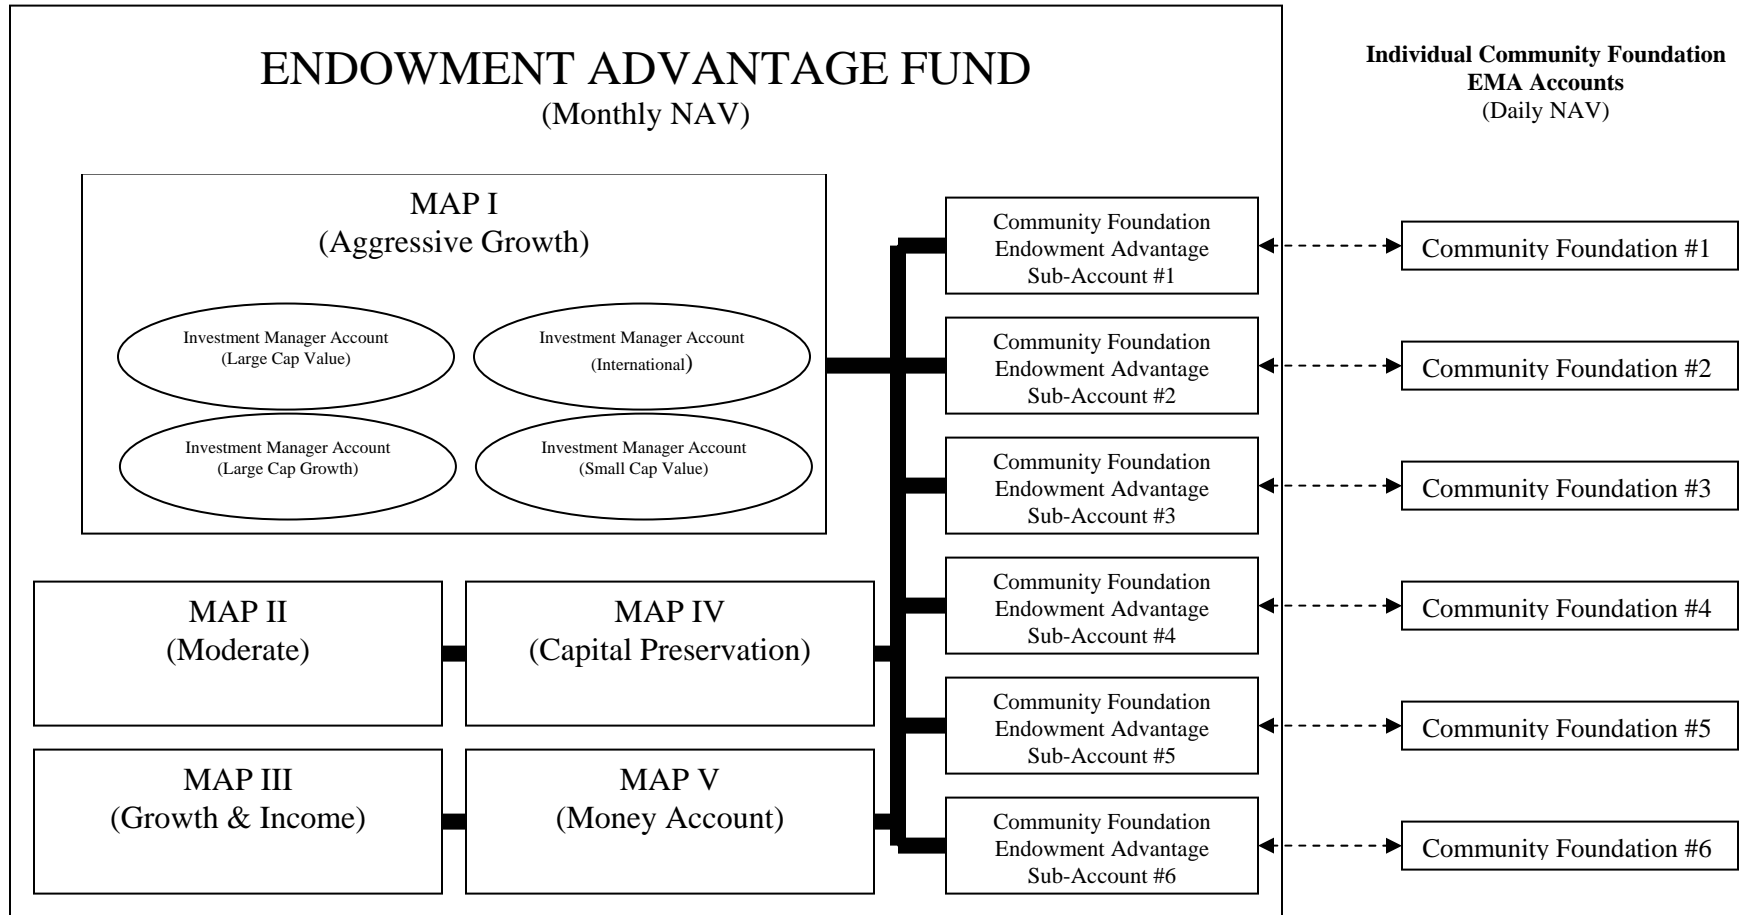 ENDOWMENT ADVANTAGE FUND
(Monthly NAV)
Individual Community Foundation
EMA Accounts
(Daily NAV)
MAP I
(Aggressive Growth)
Investment Manager Account
(Large Cap Value)
Investment Manager Account
(International)
Investment Manager Account
(Large Cap Growth)
Investment Manager Account
(Small Cap Value)
MAP II
(Moderate)
MAP IV
(Capital Preservation)
MAP III
(Growth & Income)
MAP V
(Money Account)
Community Foundation
Endowment Advantage
Sub-Account #1
Community Foundation #1
Community Foundation
Endowment Advantage
Sub-Account #2
Community Foundation #2
Community Foundation
Endowment Advantage
Sub-Account #3
Community Foundation #3
Community Foundation
Endowment Advantage
Sub-Account #4
Community Foundation #4
Community Foundation
Endowment Advantage
Sub-Account #5
Community Foundation #5
Community Foundation
Endowment Advantage
Sub-Account #6
Community Foundation #6